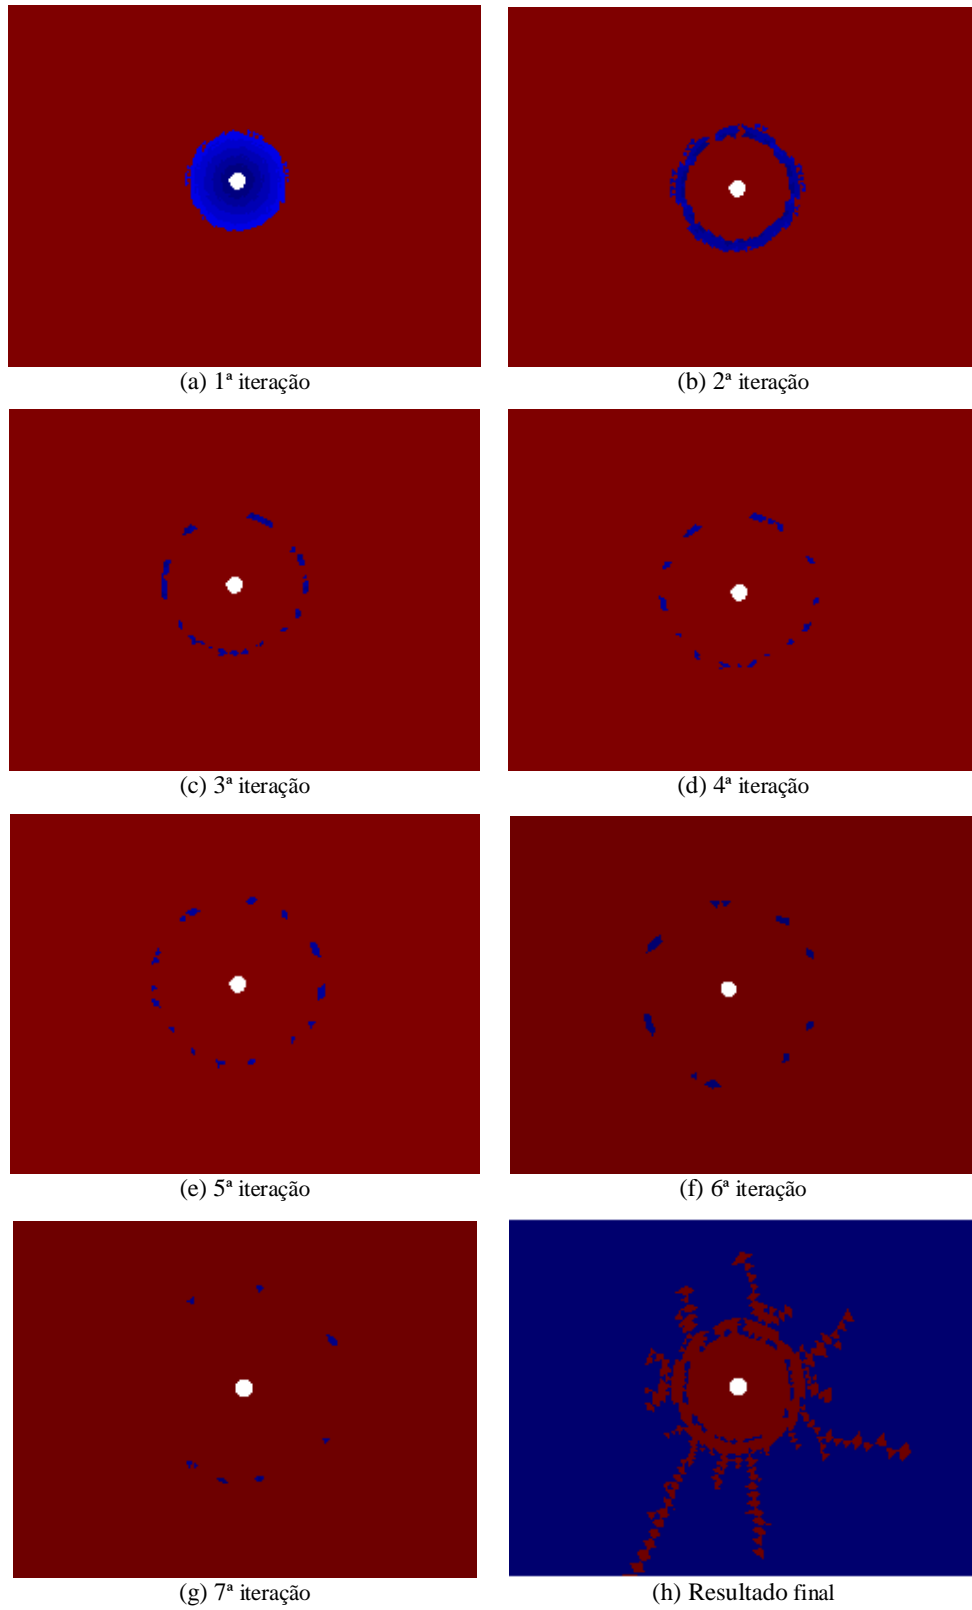 (a) 1ª iteração
(b) 2ª iteração
(c) 3ª iteração
(d) 4ª iteração
(e) 5ª iteração
(f) 6ª iteração
(g) 7ª iteração
(h) Resultado final